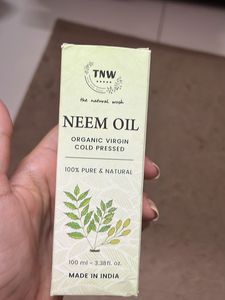 TNW
the natural wash
NEEM OIL
ORGANIC VIRGIN
COLD PRESSED
100% PURE & NATURAL
100 ml - 3.38fl. oz.
MADE IN INDIA